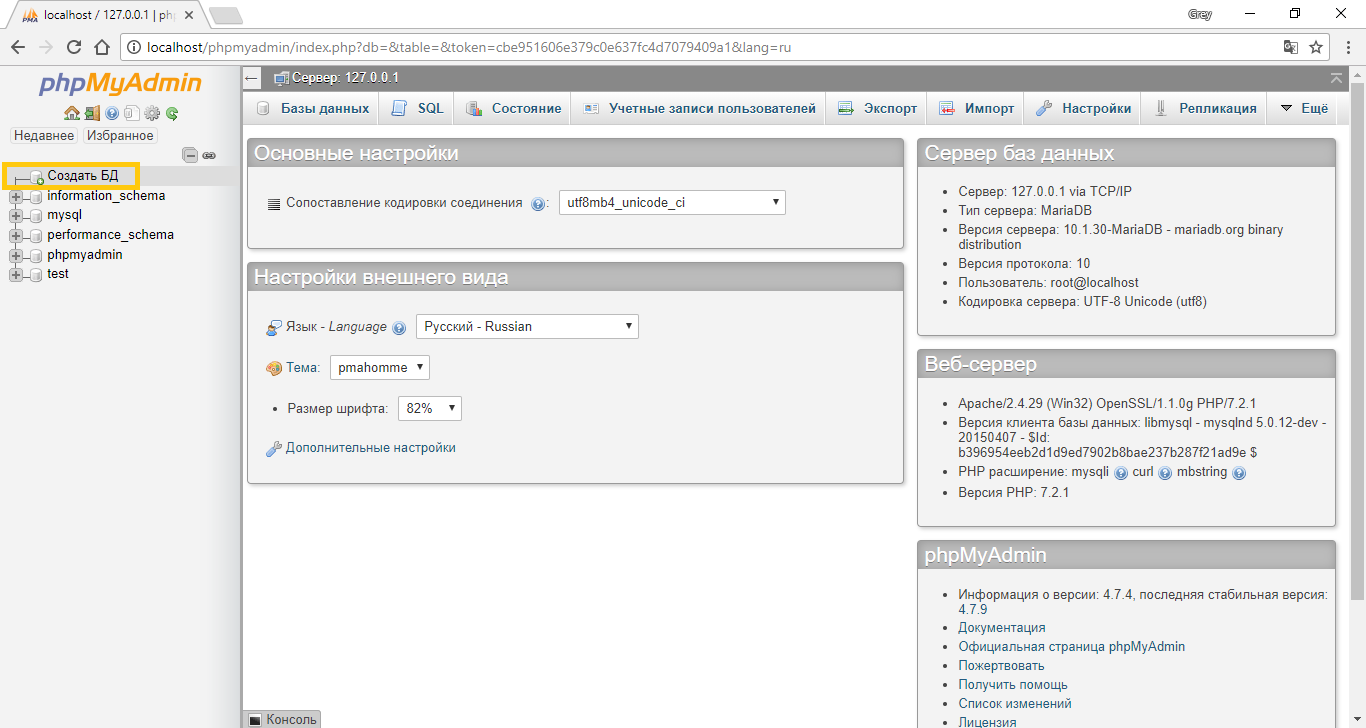 localhost / 127.0.0.1 | ph
Grey
localhost/phpmyadmin/index.php?db=&table=&token=cbe951606e379c0e637fc4d7079409a1&lang=ru
phpMyAdmin
Недавнее Избранное
Создать БД
information_schema
mysql
performance_schema
phpmyadmin
test
Сервер: 127.0.0.1
Базы данных SQL Состояние Учетные записи пользователей Экспорт Импорт Настройки Репликация Ещё
Основные настройки
Сопоставление кодировки соединения : utf8mb4_unicode_ci
Настройки внешнего вида
Язык - Language Русский - Russian
Тема: pmahomme
Размер шрифта: 82%
Дополнительные настройки
Сервер баз данных
Сервер: 127.0.0.1 via TCP/IP
Тип сервера: MariaDB
Версия сервера: 10.1.30-MariaDB - mariadb.org binary
distribution
Версия протокола: 10
Пользователь: root@localhost
Кодировка сервера: UTF-8 Unicode (utf8)
Веб-сервер
Apache/2.4.29 (Win32) OpenSSL/1.1.0g PHP/7.2.1
Версия клиента базы данных: libmysql - mysqlnd 5.0.12-dev -
20150407 - $Id:
b396954eeb2d1d9ed7902b8bae237b287f21ad9e $
PHP расширение: mysqli curl mbstring
Версия PHP: 7.2.1
phpMyAdmin
Информация о версии: 4.7.4, последняя стабильная версия:
4.7.9
Документация
Официальная страница phpMyAdmin
Пожертвовать
Получить помощь
Список изменений
Лицензия
Консоль